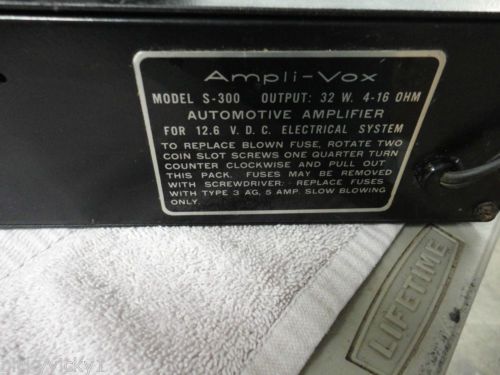 Ampli-Vox
MODEL S-300 OUTPUT: 32 W. 4-16 OHM
AUTOMOTIVE AMPLIFIER
FOR 12.6 V. D. C. ELECTRICAL SYSTEM
TO REPLACE BLOWN FUSE, ROTATE TWO
COIN SLOT SCREWS ONE QUARTER TURN
COUNTER CLOCKWISE AND PULL OUT
THIS PACK. FUSES MAY BE REMOVED
WITH SCREWDRIVER. REPLACE FUSES
WITH TYPE 3 AG, 5 AMP. SLOW BLOWING
ONLY.
LIFETIME